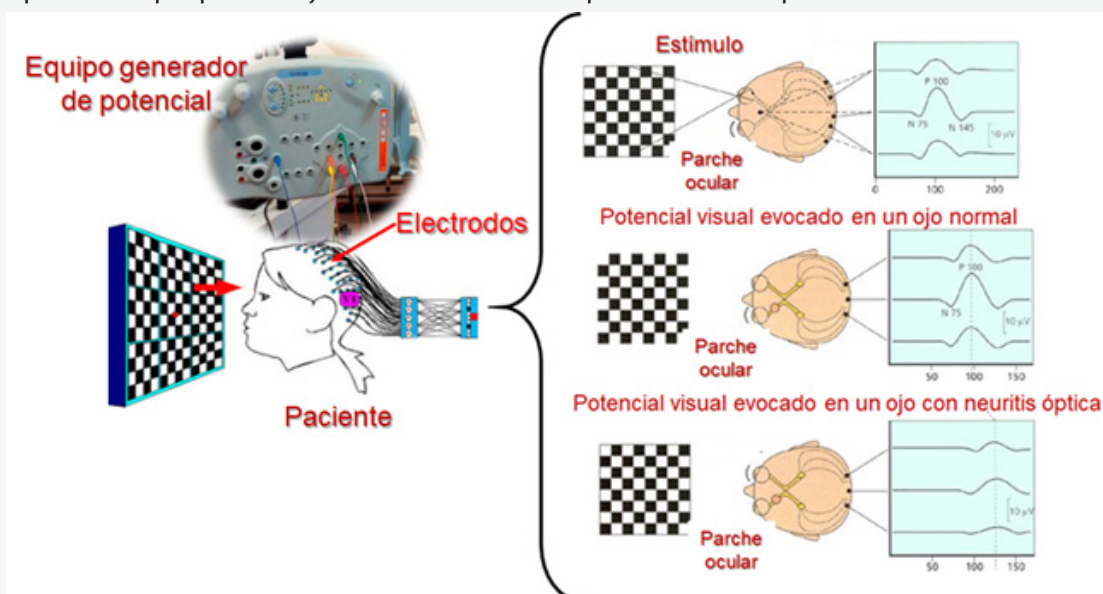 Equipo generador
de potencial
Electrodos
V1
Paciente
Estímulo
Parche
ocular
P 100
N 75
N 145
10 µV
0 100 200
Potencial visual evocado en un ojo normal
Parche
ocular
P 100
N 75
10 µV
50 100 150
Potencial visual evocado en un ojo con neuritis óptica
Parche
ocular
10 µV
50 100 150